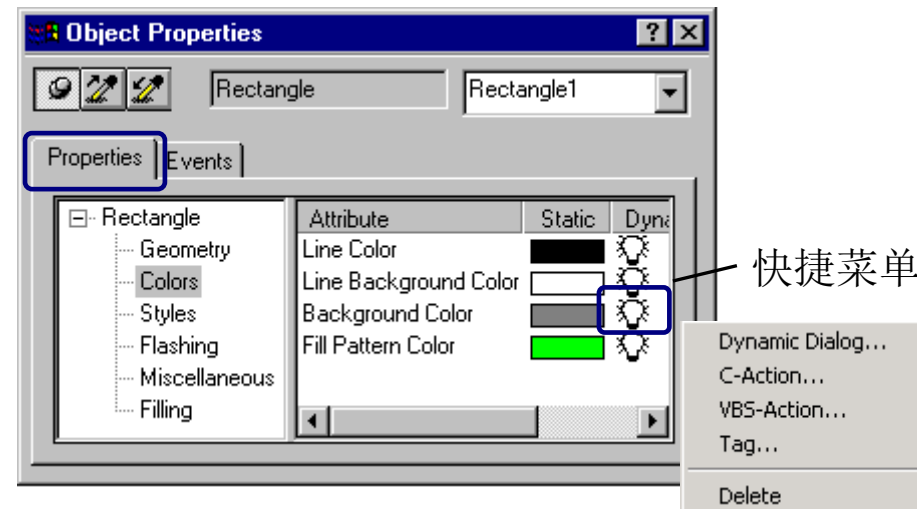 Object Properties
Rectangle
Rectangle1
Properties
Events
Rectangle
Geometry
Colors
Styles
Flashing
Miscellaneous
Filling
Attribute Static Dyna
Line Color
Line Background Color
Background Color
Fill Pattern Color
快捷菜单
Dynamic Dialog...
C-Action...
VBS-Action...
Tag...
Delete